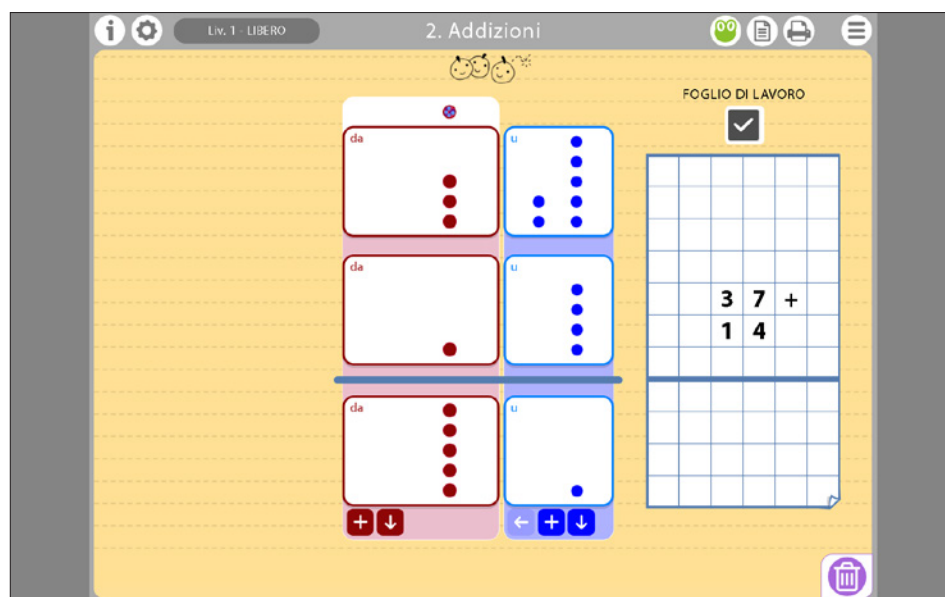 Liv. 1 - LIBERO
2. Addizioni
FOGLIO DI LAVORO
da
u
da
u
3 7 +
1 4
da
u